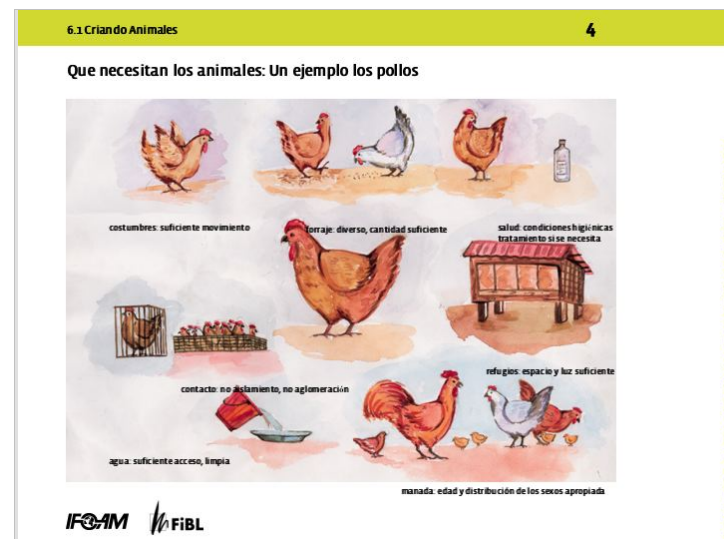 6.1 Criando Animales
4
Que necesitan los animales: Un ejemplo los pollos
costumbres: suficiente movimiento
forraje: diverso, cantidad suficiente
salud: condiciones higiénicas
tratamiento si se necesita
refugios: espacio y luz suficiente
contacto: no aislamiento, no aglomeración
agua: suficiente acceso, limpia
manada: edad y distribución de los sexos apropiada
IFOAM
FiBL